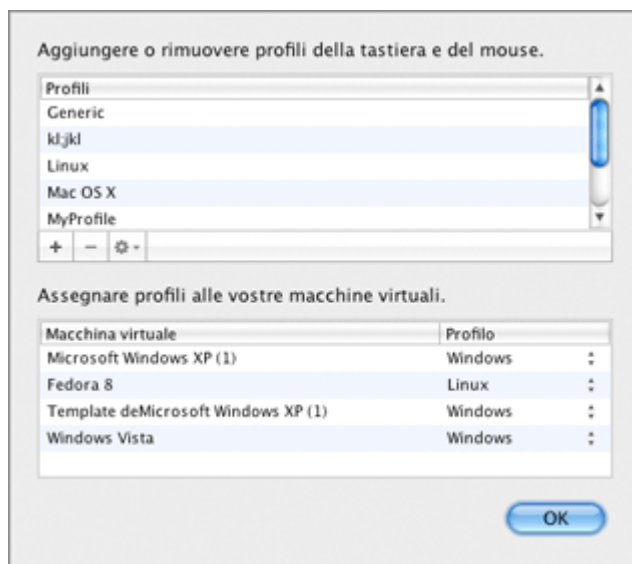 Aggiungere o rimuovere profili della tastiera e del mouse.
Profili
Generic
kl;jkl
Linux
Mac OS X
MyProfile
Assegnare profili alle vostre macchine virtuali.
Macchina virtuale Profilo
Microsoft Windows XP (1) Windows
Fedora 8 Linux
Template deMicrosoft Windows XP (1) Windows
Windows Vista Windows
OK